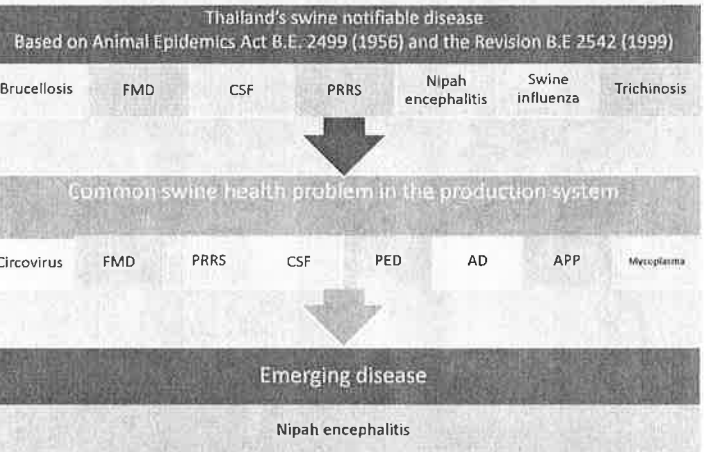 Thailand's swine notifiable disease
Based on Animal Epidemics Act B.E. 2499 (1956) and the Revision B.E 2542 (1999)
Brucellosis FMD CSF PRRS Nipah encephalitis Swine influenza Trichinosis
Common swine health problem in the production system
Circovirus FMD PRRS CSF PED AD APP Mycoplasma
Emerging disease
Nipah encephalitis